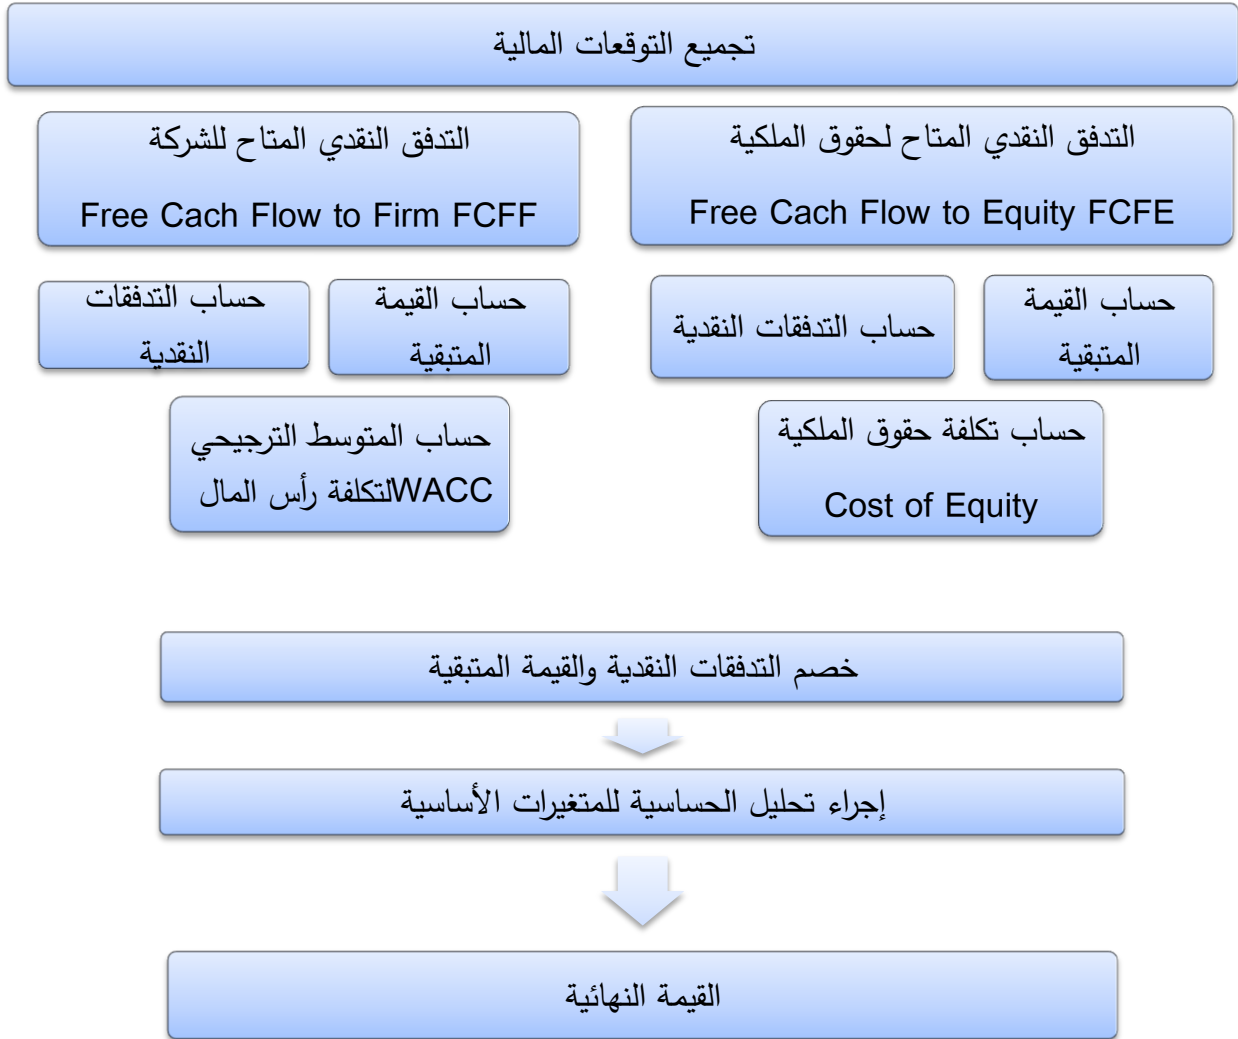 تجميع التوقعات المالية
التدفق النقدي المتاح لحقوق الملكية
Free Cach Flow to Equity FCFE
التدفق النقدي المتاح للشركة
Free Cach Flow to Firm FCFF
حساب القيمة
المتبقية
حساب التدفقات النقدية
حساب القيمة
المتبقية
حساب التدفقات
النقدية
حساب تكلفة حقوق الملكية
Cost of Equity
حساب المتوسط الترجيحي
لتكلفة رأس المال WACC
خصم التدفقات النقدية والقيمة المتبقية
إجراء تحليل الحساسية للمتغيرات الأساسية
القيمة النهائية